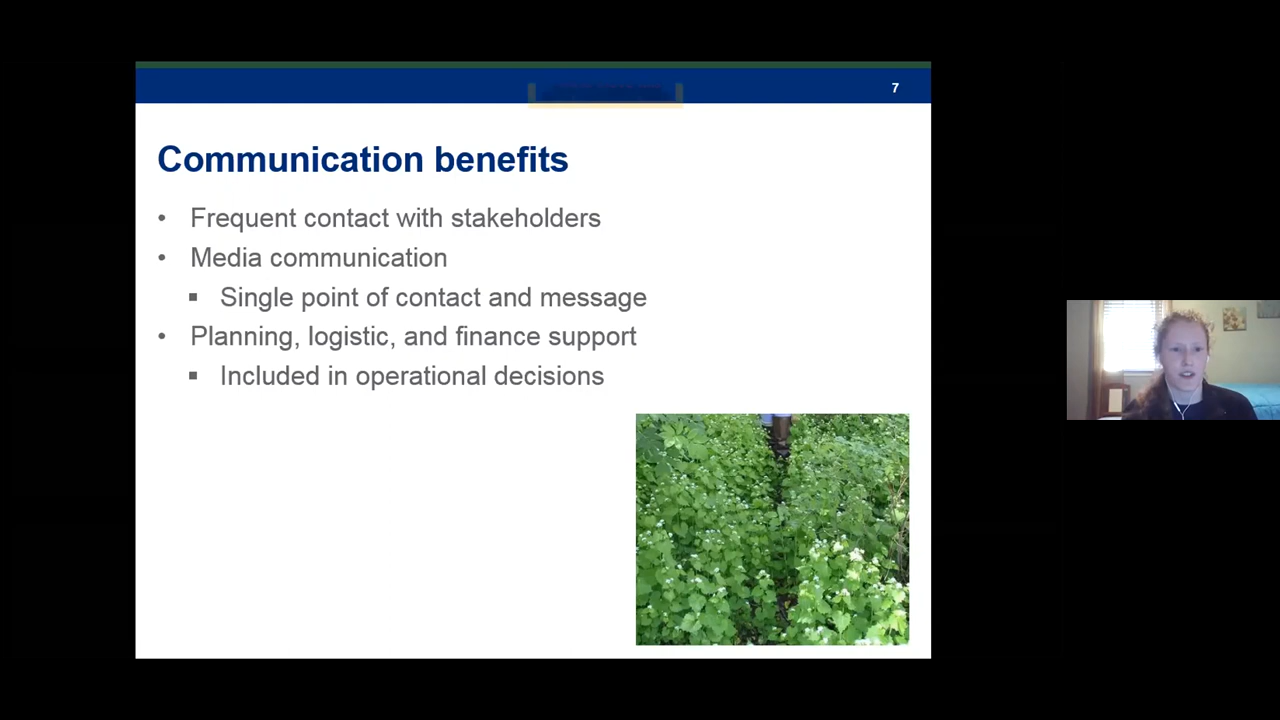 7
Communication benefits
• Frequent contact with stakeholders
• Media communication
▪ Single point of contact and message
• Planning, logistic, and finance support
▪ Included in operational decisions